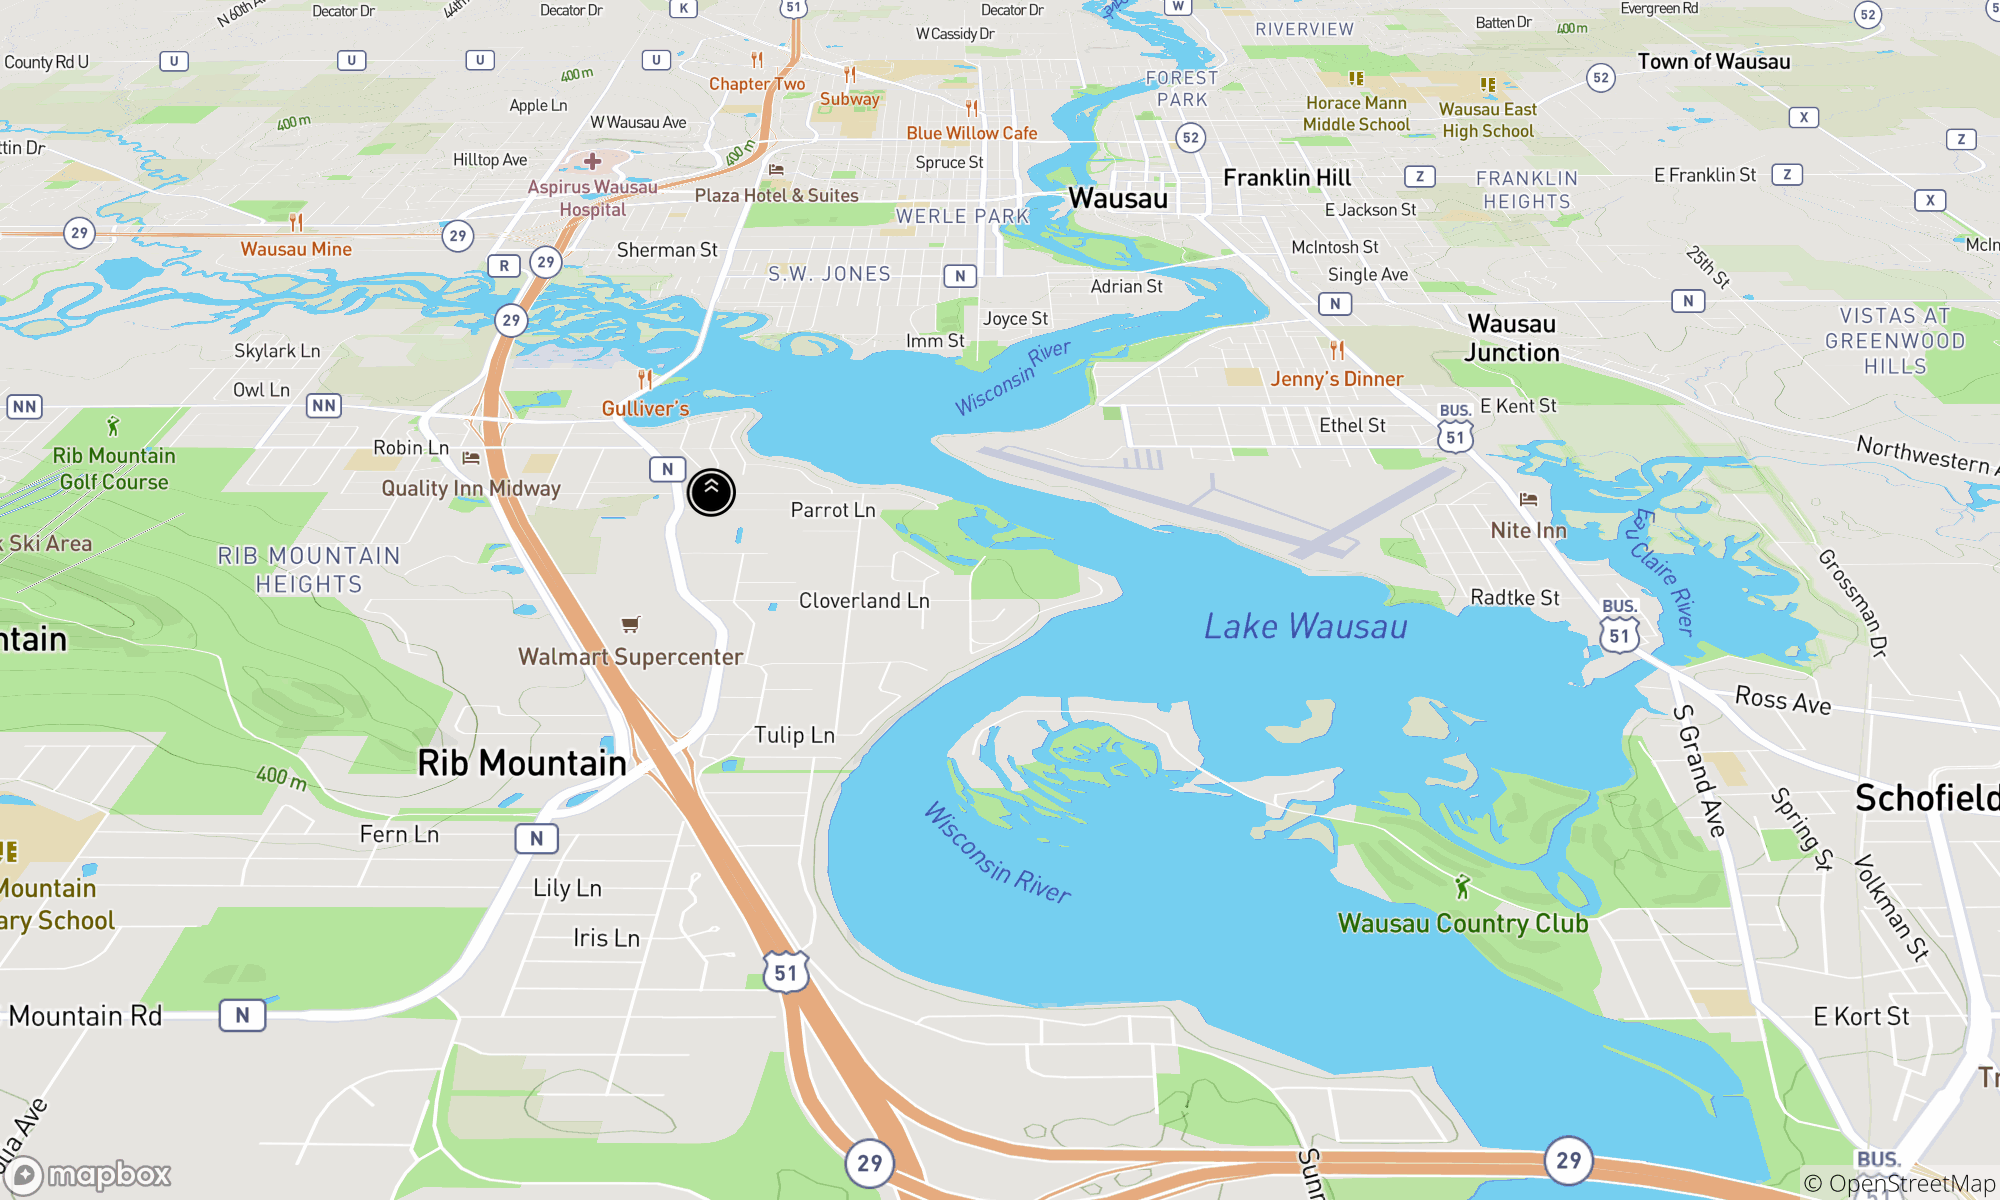 N 60th Av
Decator Dr
44th
Decator Dr
K
51
Decator Dr
W
RIVERVIEW
Batten Dr
Evergreen Rd
400 m
52
County Rd U
U
U
U
U
W Cassidy Dr
Town of Wausau
400 m
Chapter Two
Subway
FOREST
PARK
52
Apple Ln
Horace Mann
Middle School
Wausau East
High School
X
400 m
W Wausau Ave
Blue Willow Cafe
52
Z
ttin Dr
Hilltop Ave
400 m
Spruce St
Franklin Hill
Z
E Franklin St
Z
Aspirus Wausau
Hospital
Plaza Hotel & Suites
Wausau
FRANKLIN
HEIGHTS
X
WERLE PARK
E Jackson St
29
Wausau Mine
29
Sherman St
McIntosh St
McIn
R
29
S.W. JONES
N
Single Ave
25th St
Adrian St
N
N
29
Joyce St
Wausau
Junction
VISTAS AT
GREENWOOD
HILLS
Skylark Ln
Imm St
Wisconsin River
Owl Ln
Gulliver's
Jenny's Dinner
NN
NN
BUS.
51
E Kent St
Ethel St
Rib Mountain
Golf Course
Robin Ln
N
Northwestern A
Quality Inn Midway
Parrot Ln
Nite Inn
Eau Claire River
k Ski Area
RIB MOUNTAIN
HEIGHTS
Grossman Dr
Cloverland Ln
Radtke St
BUS.
51
Lake Wausau
ntain
Walmart Supercenter
Ross Ave
Tulip Ln
S Grand Ave
Rib Mountain
400 m
Schofield
Spring St
Fern Ln
N
Wisconsin River
Mountain
ary School
Lily Ln
Volkman St
Wausau Country Club
Iris Ln
51
Mountain Rd
N
E Kort St
Tr
29
Sunr
29
BUS.
51
mapbox
© OpenStreetMap